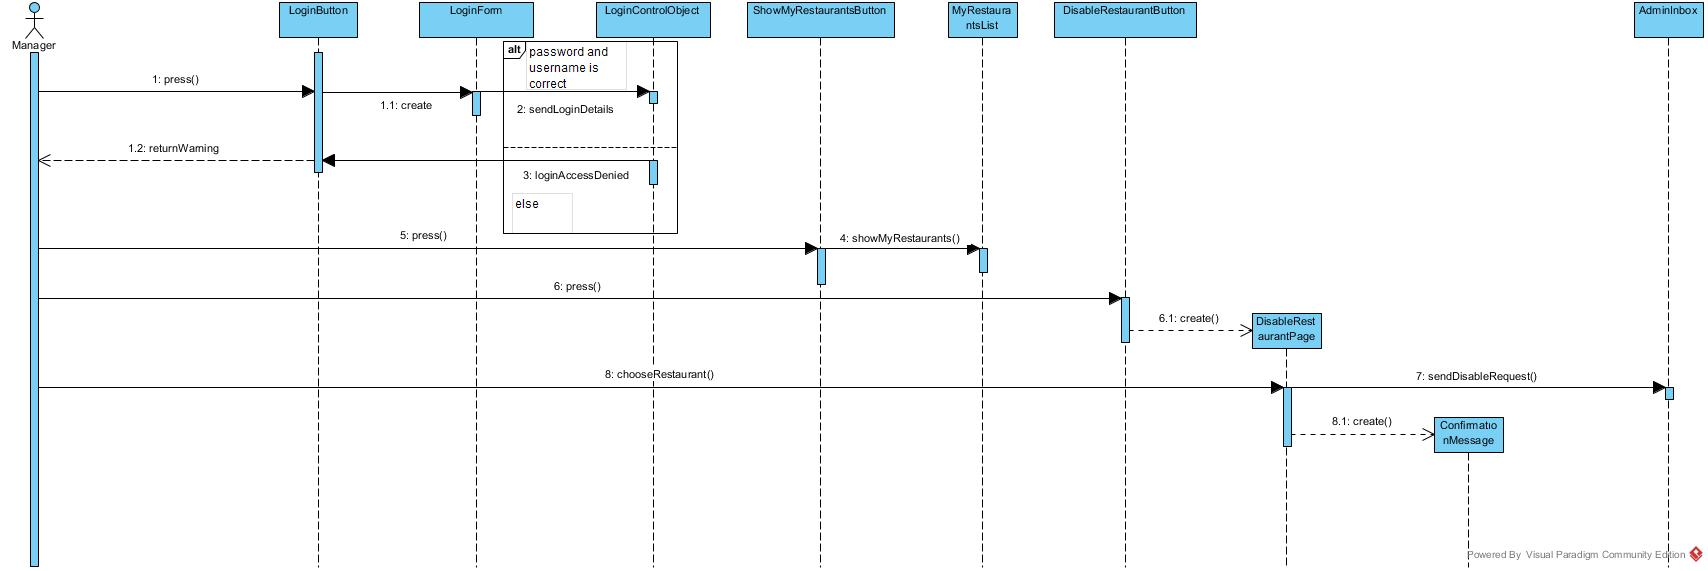 LoginButton
LoginForm
LoginControlObject
ShowMyRestaurantsButton
MyRestaura
ntsList
DisableRestaurantButton
AdminInbox
Manager
alt
password and
username is
correct
1: press()
1.1: create
2: sendLoginDetails
1.2: returnWarning
3: loginAccessDenied
else
5: press()
4: showMyRestaurants()
6: press()
6.1: create()
DisableRest
aurantPage
8: chooseRestaurant()
7: sendDisableRequest()
8.1: create()
Confirmatio
nMessage
Powered By Visual Paradigm Community Edition